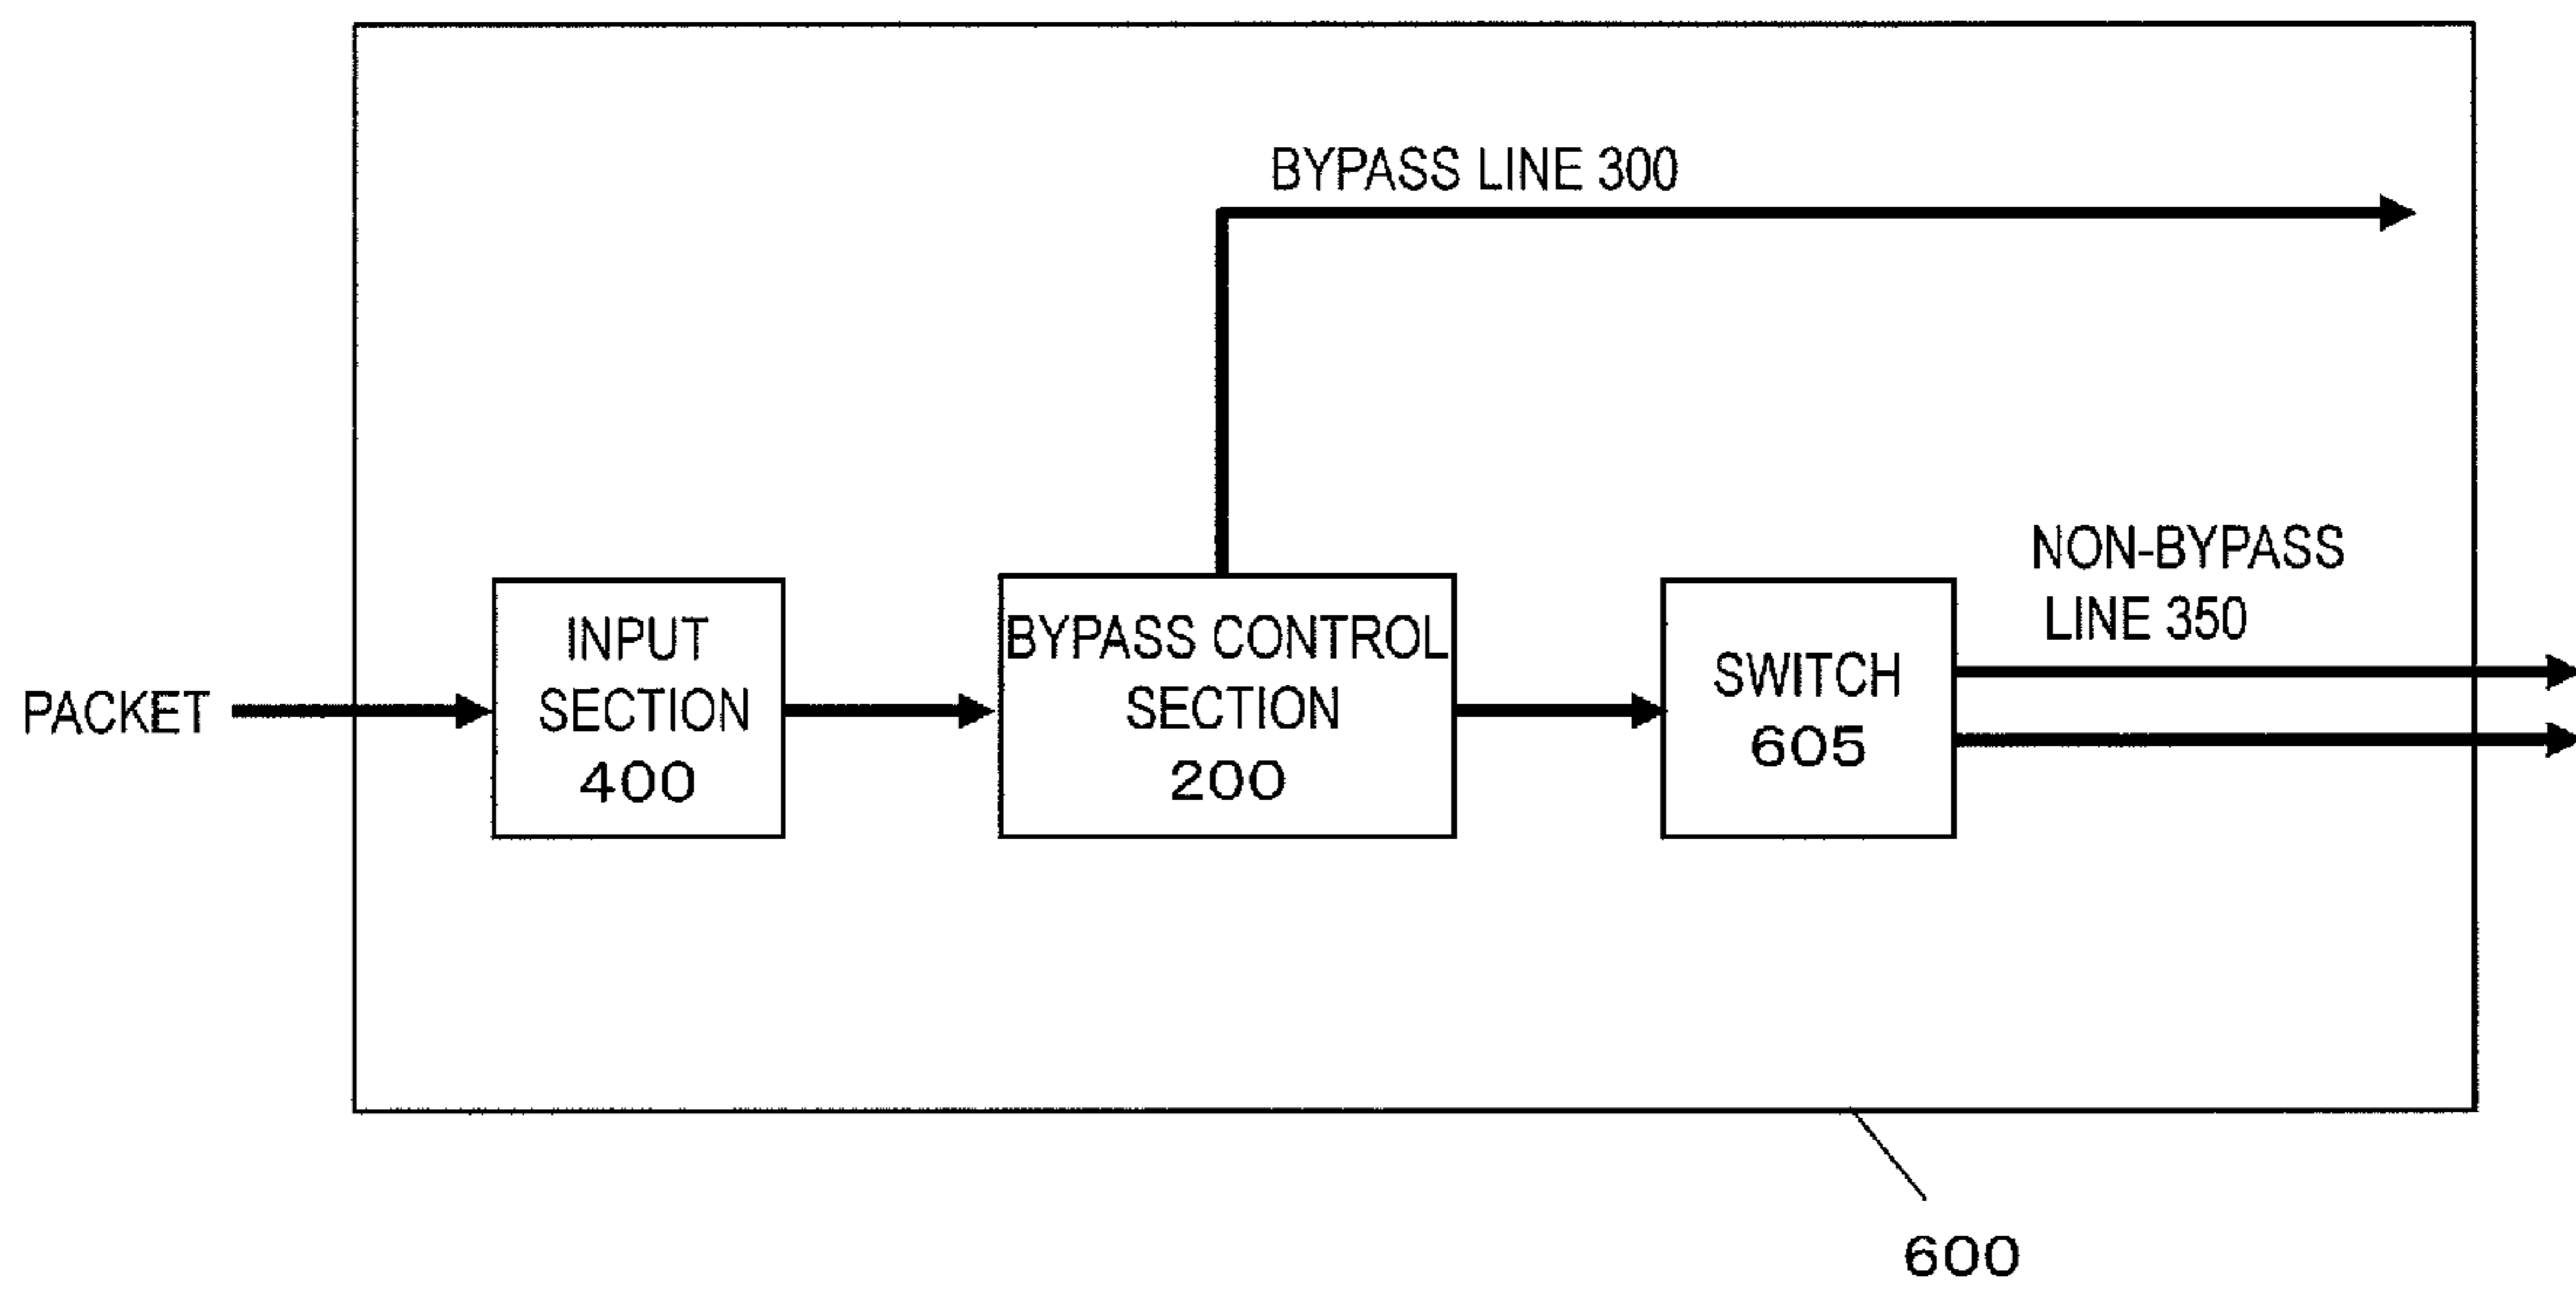 BYPASS LINE 300
NON-BYPASS
LINE 350
PACKET
INPUT
SECTION
400
BYPASS CONTROL
SECTION
200
SWITCH
605
600